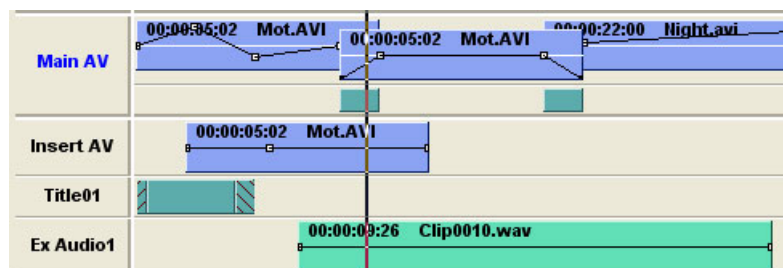 00:00:05:02 Mot.AVI
00:00:22:00 Night.avi
00:00:05:02 Mot.AVI
Main AV
00:00:05:02 Mot.AVI
Insert AV
Title01
00:00:09:26 Clip0010.wav
Ex Audio1